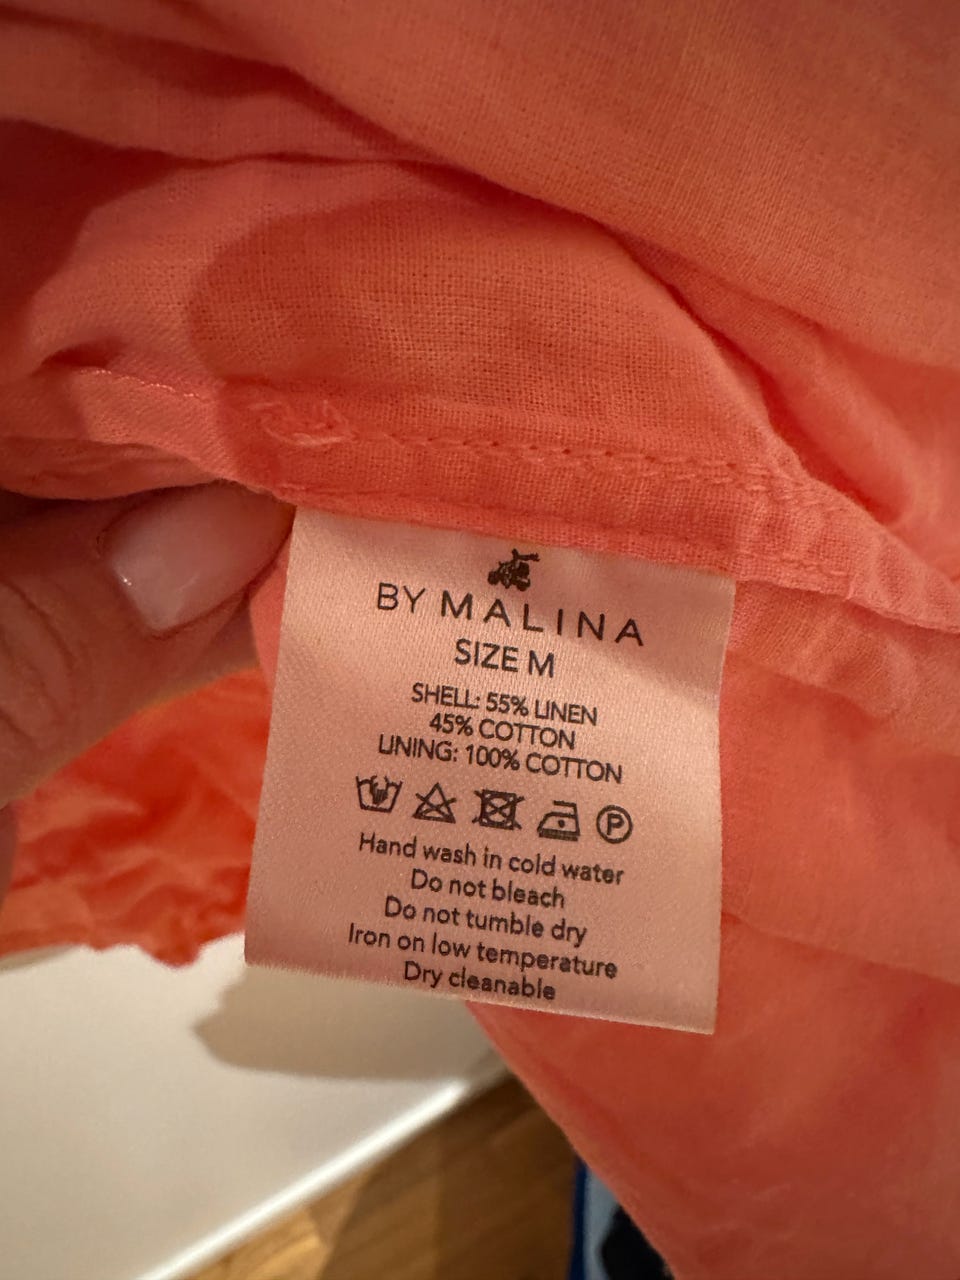 BY MALINA
SIZE M
SHELL: 55% LINEN
45% COTTON
LINING: 100% COTTON
P
Hand wash in cold water
Do not bleach
Do not tumble dry
Iron on low temperature
Dry cleanable